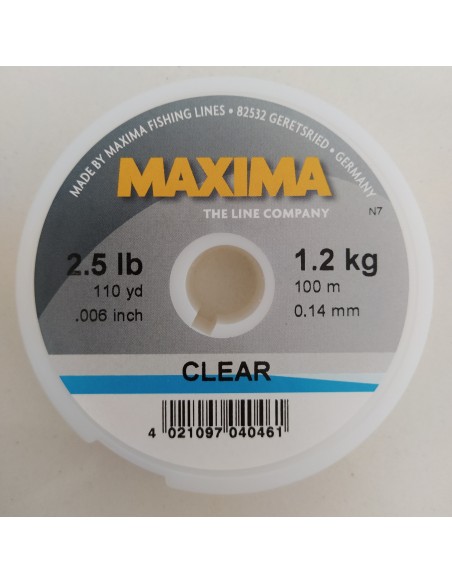 MADE BY MAXIMA FISHING LINES • 82532 GERETSRIED • GERMANY
MAXIMA
THE LINE COMPANY
N7
2.5 lb
110 yd
.006 inch
1.2 kg
100 m
0.14 mm
CLEAR
4 021097 040461